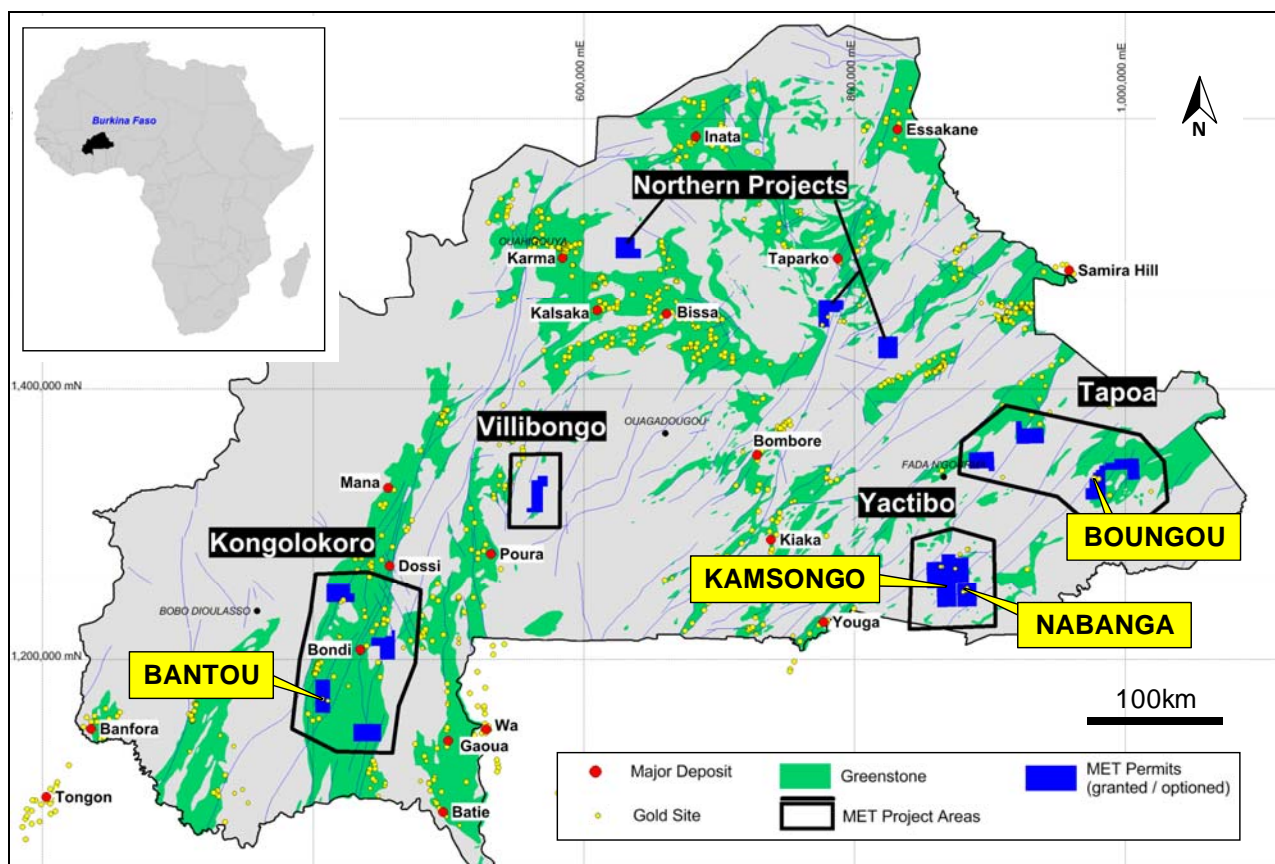 Burkina Faso
600,000 mE
800,000 mE
1,000,000 mE
N
Inata
Essakane
Northern Projects
OUAHIGOUYA
Karma
Taparko
Samira Hill
Kalsaka
Bissa
1,400,000 mN
Tapoa
Villibongo
OUAGADOUGOU
Bombore
FADA N'GOURMA
Mana
Yactibo
BOUNGOU
Kongolokoro
Poura
Kiaka
Dossi
KAMSONGO
BOBO DIOULASSO
NABANGA
Youga
Bondi
1,200,000 mN
BANTOU
100km
Banfora
Wa
Gaoua
Major Deposit
Greenstone
MET Permits
(granted / optioned)
Tongon
Gold Site
MET Project Areas
Batie